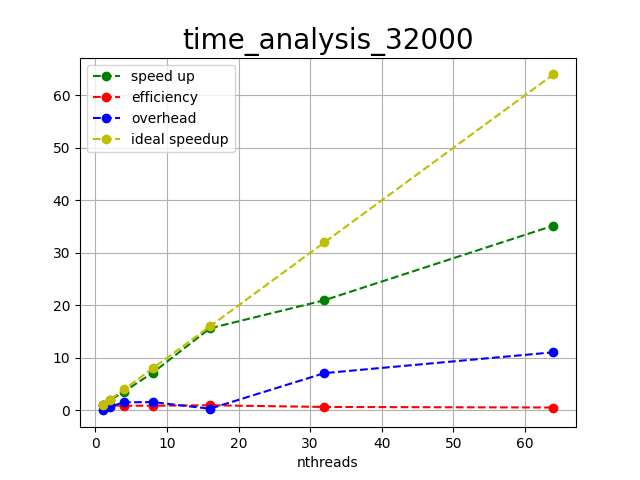 time_analysis_32000
speed up
efficiency
overhead
ideal speedup
60
50
40
30
20
10
0
0 10 20 30 40 50 60
nthreads